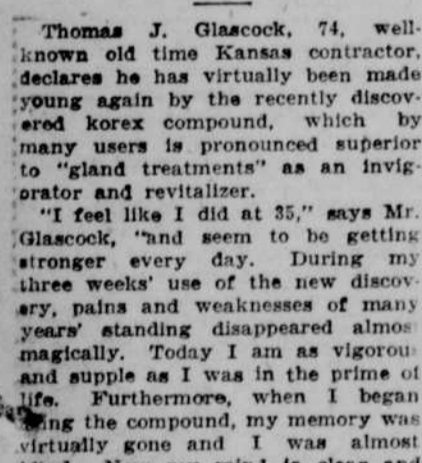 Thomas J. Glascock, 74, well-
known old time Kansas contractor,
declares he has virtually been made
young again by the recently discov-
ered korex compound, which by
many users is pronounced superior
to "gland treatments" as an invig-
orator and revitalizer.
"I feel like I did at 35," says Mr.
Glascock, "and seem to be getting
stronger every day. During my
three weeks' use of the new discov-
ery, pains and weaknesses of many
years' standing disappeared almos
magically. Today I am as vigorou
and supple as I was in the prime of
life. Furthermore, when I began
the compound, my memory was
virtually gone and I was almost